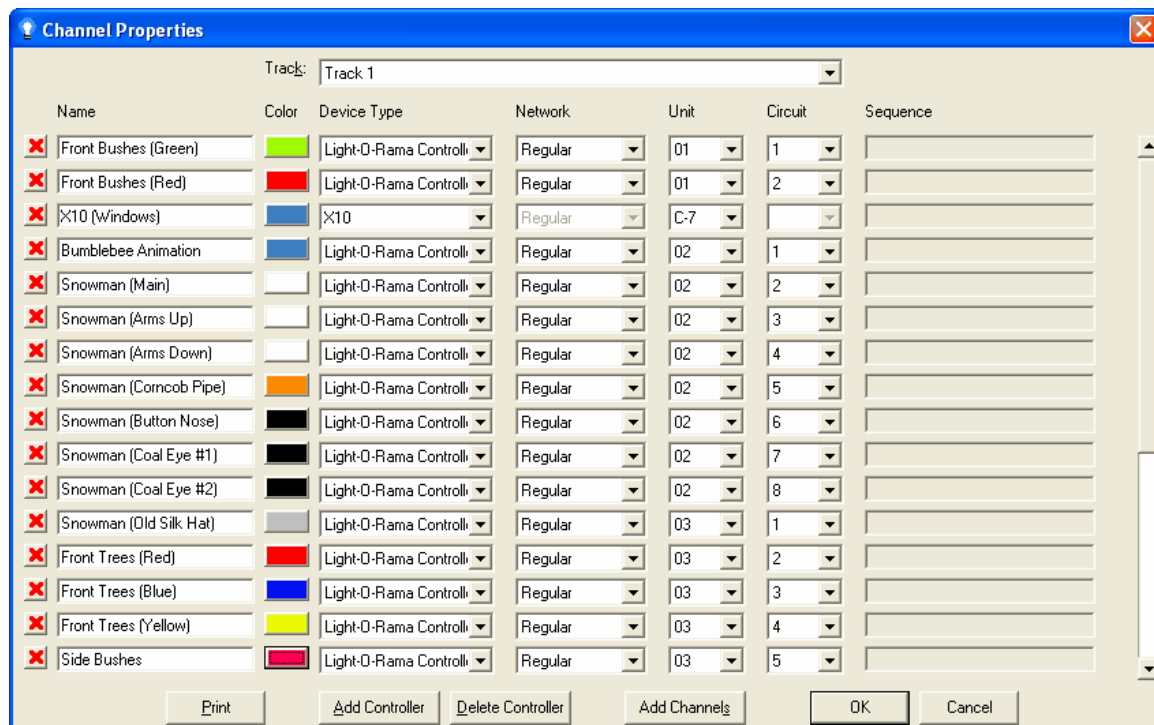 Channel Properties
Track: Track 1
Name Color Device Type Network Unit Circuit Sequence
Front Bushes (Green) Light-O-Rama Controll Regular 01 1
Front Bushes (Red) Light-O-Rama Controll Regular 01 2
X10 (Windows) X10 Regular C-7
Bumblebee Animation Light-O-Rama Controll Regular 02 1
Snowman (Main) Light-O-Rama Controll Regular 02 2
Snowman (Arms Up) Light-O-Rama Controll Regular 02 3
Snowman (Arms Down) Light-O-Rama Controll Regular 02 4
Snowman (Corncob Pipe) Light-O-Rama Controll Regular 02 5
Snowman (Button Nose) Light-O-Rama Controll Regular 02 6
Snowman (Coal Eye #1) Light-O-Rama Controll Regular 02 7
Snowman (Coal Eye #2) Light-O-Rama Controll Regular 02 8
Snowman (Old Silk Hat) Light-O-Rama Controll Regular 03 1
Front Trees (Red) Light-O-Rama Controll Regular 03 2
Front Trees (Blue) Light-O-Rama Controll Regular 03 3
Front Trees (Yellow) Light-O-Rama Controll Regular 03 4
Side Bushes Light-O-Rama Controll Regular 03 5
Print Add Controller Delete Controller Add Channels OK Cancel